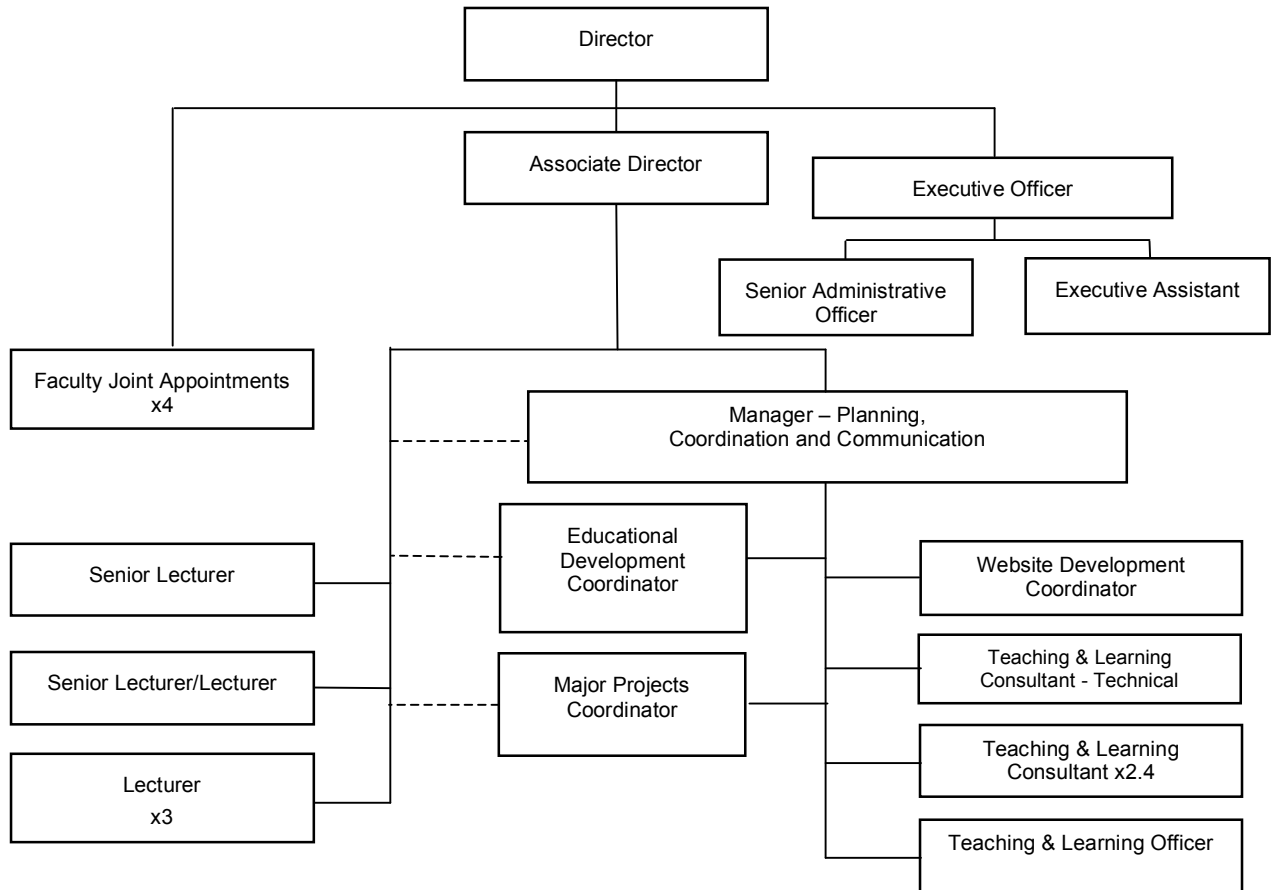 Director
Associate Director
Executive Officer
Senior Administrative
Officer
Executive Assistant
Faculty Joint Appointments
x4
Manager – Planning,
Coordination and Communication
Educational
Development
Coordinator
Senior Lecturer
Website Development
Coordinator
Senior Lecturer/Lecturer
Major Projects
Coordinator
Teaching & Learning
Consultant - Technical
Lecturer
x3
Teaching & Learning
Consultant x2.4
Teaching & Learning Officer